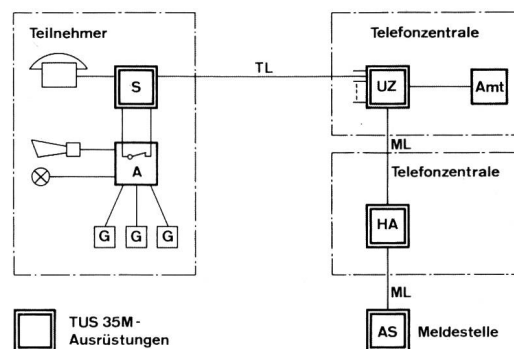 Teilnehmer
Telefonzentrale
S
TL
UZ
Amt
ML
A
Telefonzentrale
G G G
HA
ML
TUS 35M-
Ausrüstungen
AS Meldestelle